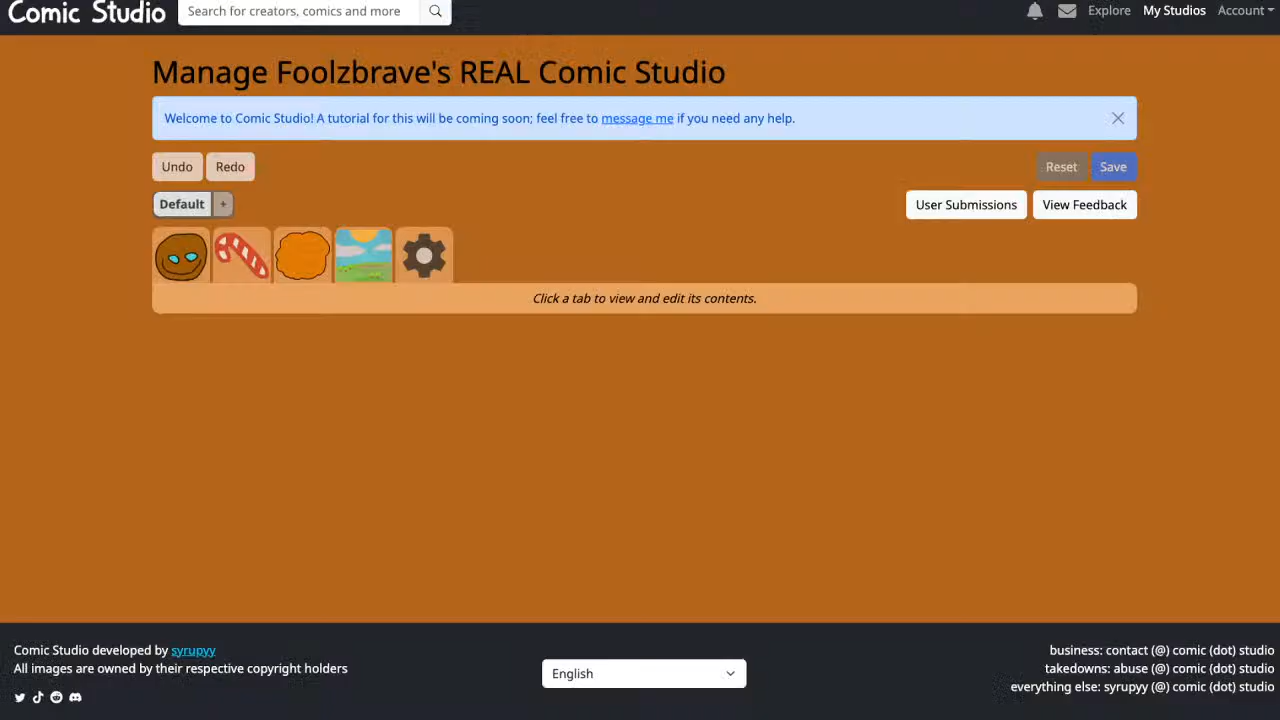 Comic Studio
Search for creators, comics and more
Explore
My Studios
Account
Manage Foolzbrave's REAL Comic Studio
Welcome to Comic Studio! A tutorial for this will be coming soon; feel free to message me if you need any help.
Undo
Redo
Reset
Save
Default
+
User Submissions
View Feedback
Click a tab to view and edit its contents.
Comic Studio developed by syrupyy
All images are owned by their respective copyright holders
English
business: contact (@) comic (dot) studio
takedowns: abuse (@) comic (dot) studio
everything else: syrupyy (@) comic (dot) studio